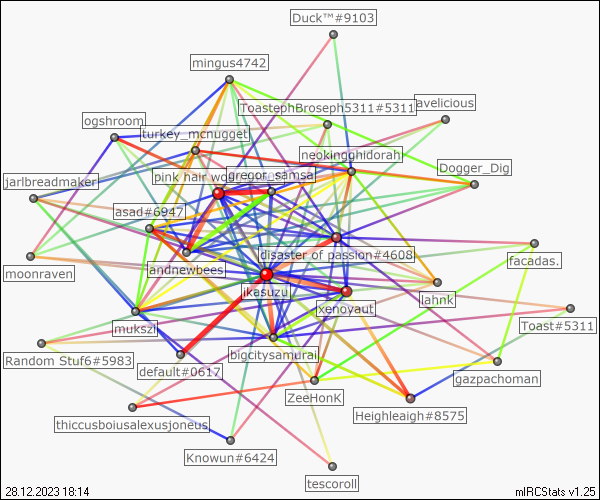 Duck™#9103
mingus4742
ToastephBroseph5311#5311
avelicious
ogshroom
turkey_mcnugget
neokingghidorah
Dogger_Dig
pink hair wo
gregor_samsa
jarlbreadmaker
asad#6947
disaster of passion#4608
facadas.
moonraven
andnewbees
ikasuzu
xenovaut
lahnk
mukszi
Toast#5311
Random Stuf6#5983
bigcitysamurai
default#0617
gazpachoman
ZeeHonK
Heighleaigh#8575
thiccusboiusalexusjoneus
Knowun#6424
tescoroll
28.12.2023 18:14
mIRCStats v1.25